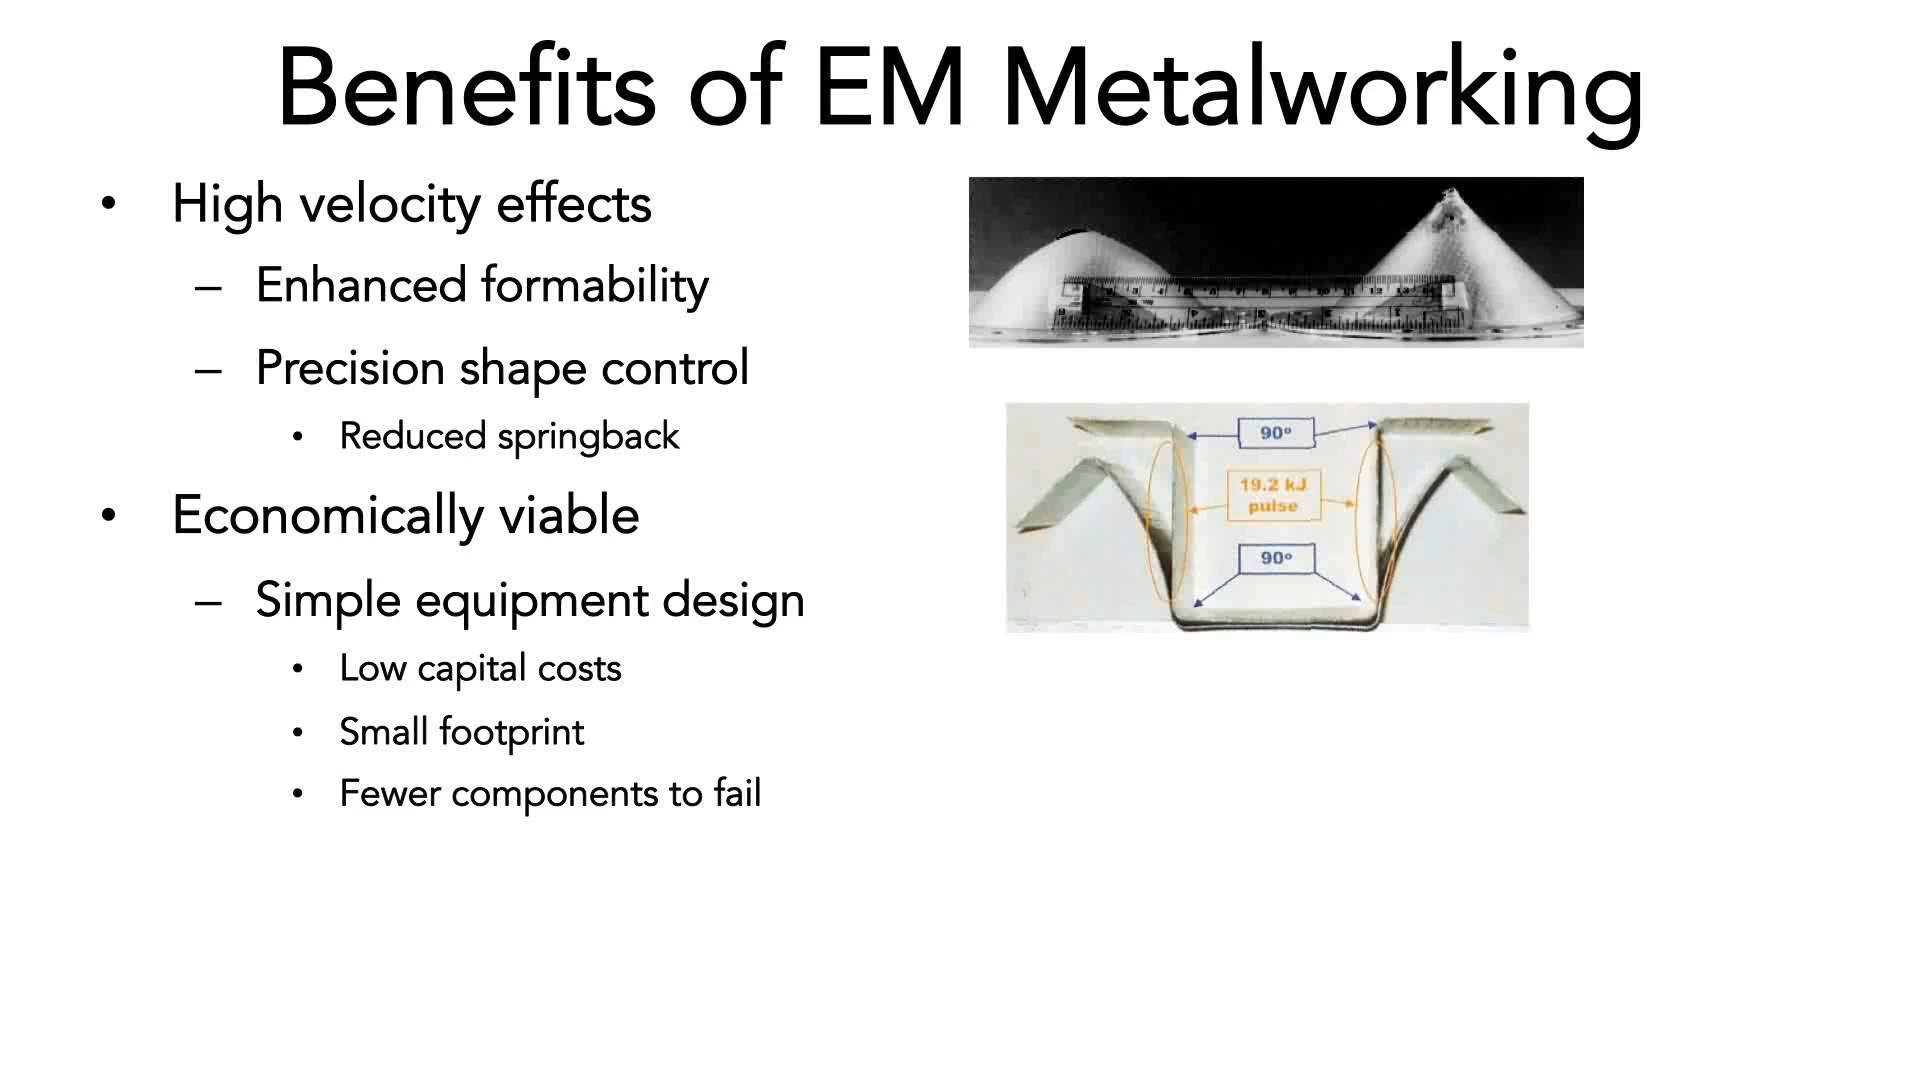 Benefits of EM Metalworking
• High velocity effects
– Enhanced formability
– Precision shape control
• Reduced springback
• Economically viable
– Simple equipment design
• Low capital costs
• Small footprint
• Fewer components to fail
90º
19.2 kJ
pulse
90º